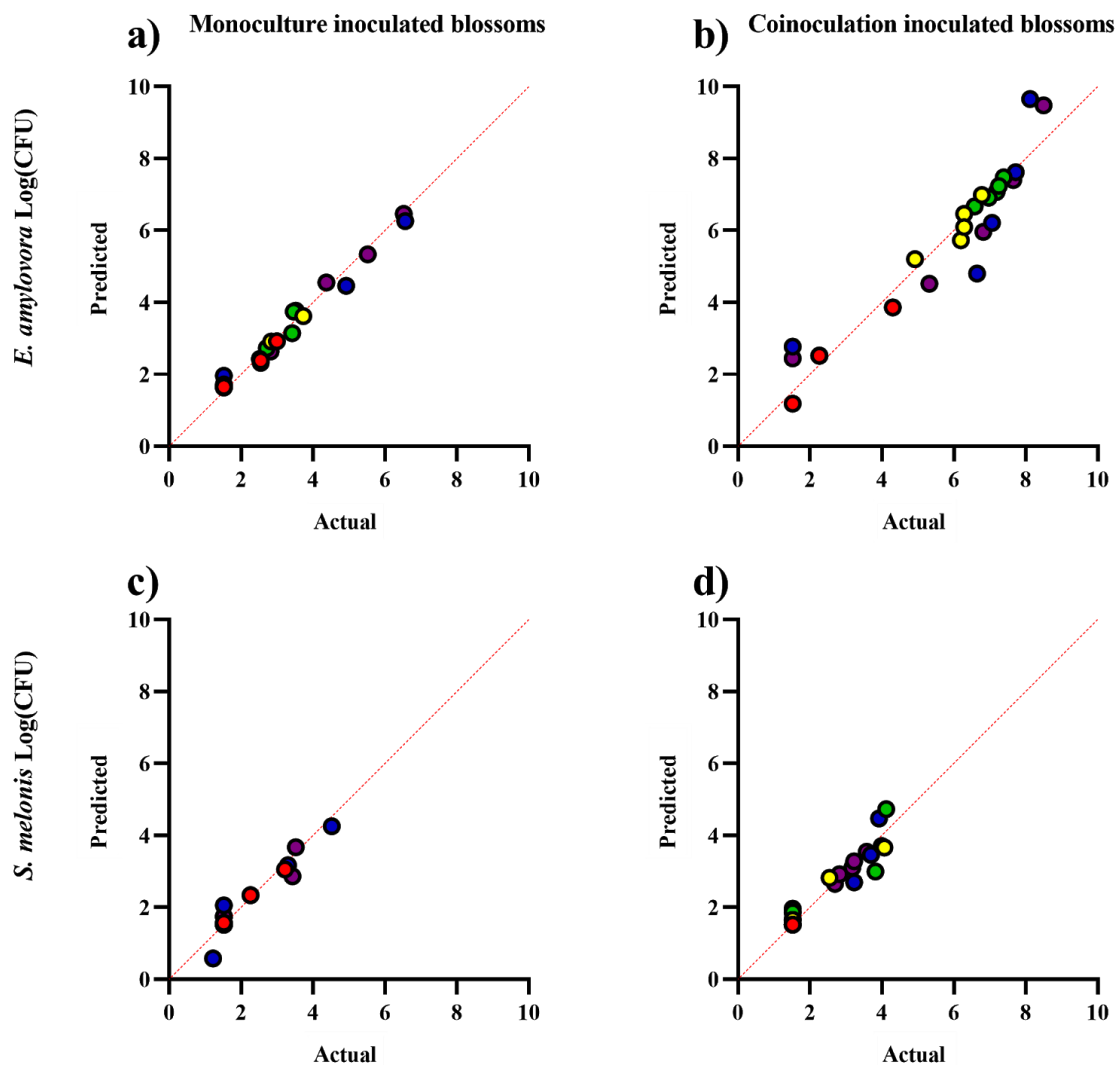 Monoculture inoculated blossoms
Coinoculation inoculated blossoms
a)
b)
E. amylovora Log(CFU)
Predicted
10
8
6
4
2
0
0 2 4 6 8 10
Actual
Predicted
10
8
6
4
2
0
0 2 4 6 8 10
Actual
c)
d)
S. melonis Log(CFU)
Predicted
10
8
6
4
2
0
0 2 4 6 8 10
Actual
Predicted
10
8
6
4
2
0
0 2 4 6 8 10
Actual